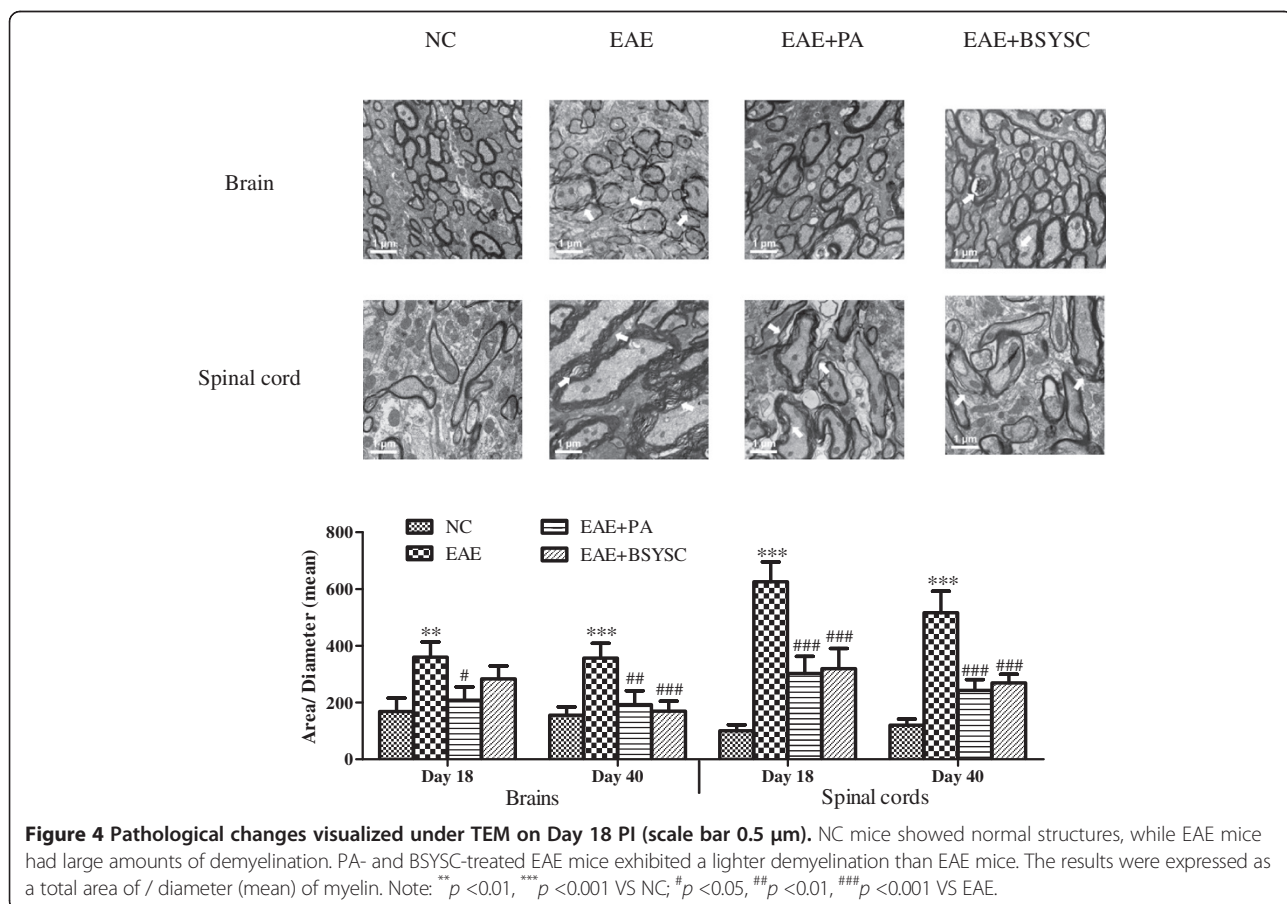 NC EAE EAE+PA EAE+BSYSC
Brain
1 μm 1 μm 1 μm 1 μm
Spinal cord
1 μm 1 μm 1 μm 1 μm
NC EAE+PA
EAE EAE+BSYSC
Area/ Diameter (mean)
800
600
400
200
0
** # *** ## ### *** ### ### *** ### ###
Day 18 Day 40 Day 18 Day 40
Brains Spinal cords
Figure 4 Pathological changes visualized under TEM on Day 18 PI (scale bar 0.5 μm). NC mice showed normal structures, while EAE mice
had large amounts of demyelination. PA- and BSYSC-treated EAE mice exhibited a lighter demyelination than EAE mice. The results were expressed as
a total area of / diameter (mean) of myelin. Note: **p <0.01, ***p <0.001 VS NC; #p <0.05, ##p <0.01, ###p <0.001 VS EAE.